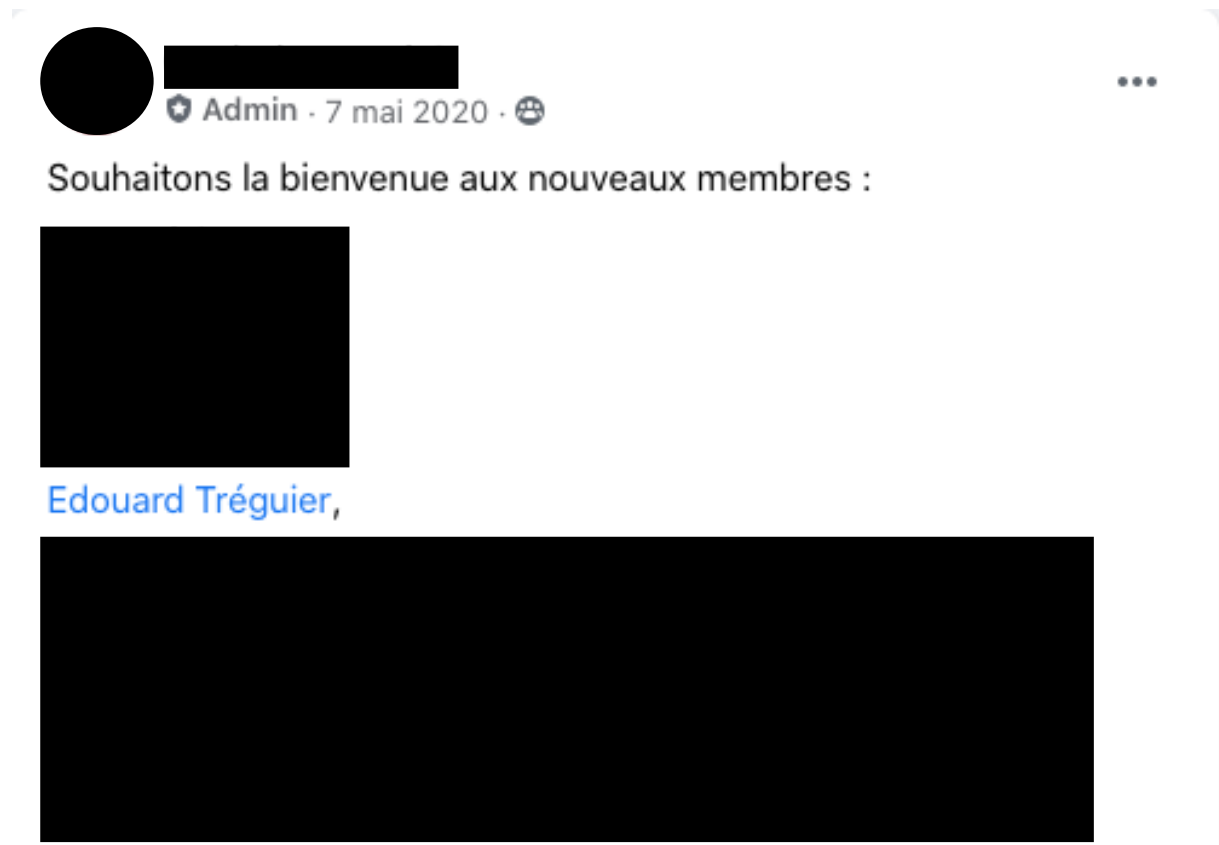 Admin · 7 mai 2020 ·
Souhaitons la bienvenue aux nouveaux membres :
Edouard Tréguier,